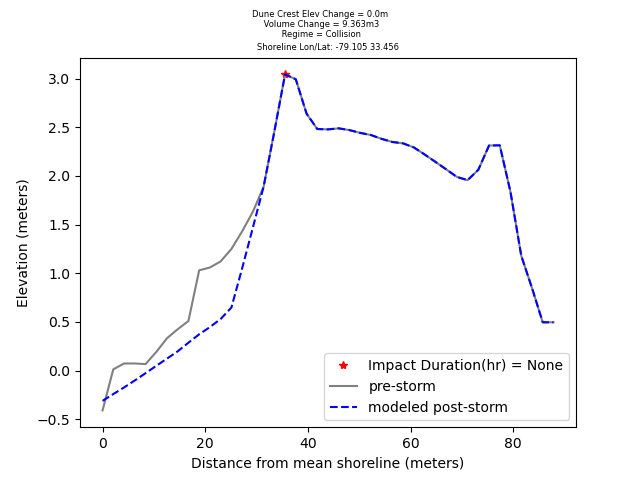 Dune Crest Elev Change = 0.0m
Volume Change = 9.363m3
Regime = Collision
Shoreline Lon/Lat: -79.105 33.456
3.0
2.5
2.0
1.5
1.0
0.5
0.0
−0.5
Elevation (meters)
Impact Duration(hr) = None
pre-storm
modeled post-storm
0 20 40 60 80
Distance from mean shoreline (meters)